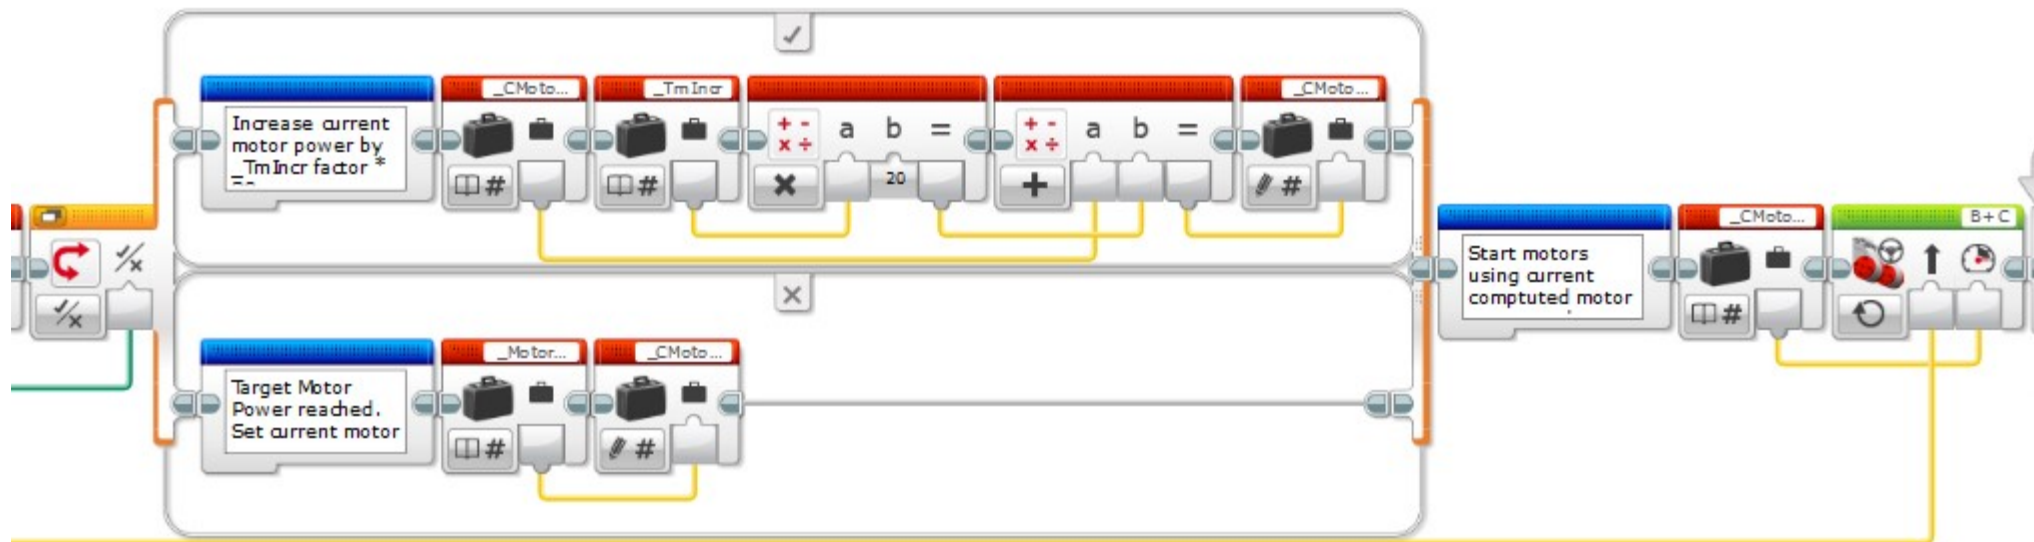 _CMoto...
_TmIncr
_CMoto...
Increase current
motor power by
_TmIncr factor *
a b =
20
a b =
#
#
#
Start motors
using current
comptuted motor
_CMoto...
B+C
#
_Motor...
_CMoto...
Target Motor
Power reached.
Set current motor
#
#